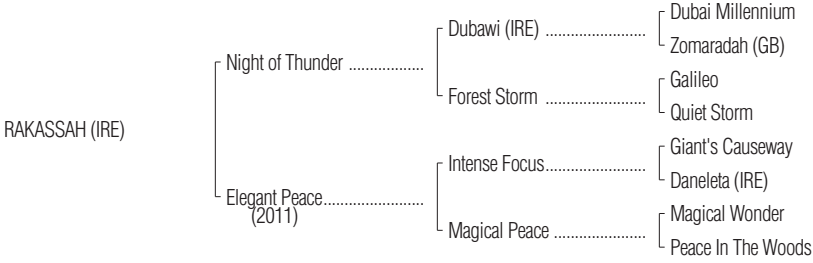 Dubai Millennium
Dubawi (IRE) ........................
Zomaradah (GB)
Night of Thunder ..................
Galileo
Forest Storm ........................
Quiet Storm
RAKASSAH (IRE)
Giant's Causeway
Intense Focus........................
Daneleta (IRE)
Elegant Peace........................
(2011)
Magical Wonder
Magical Peace ......................
Peace In The Woods